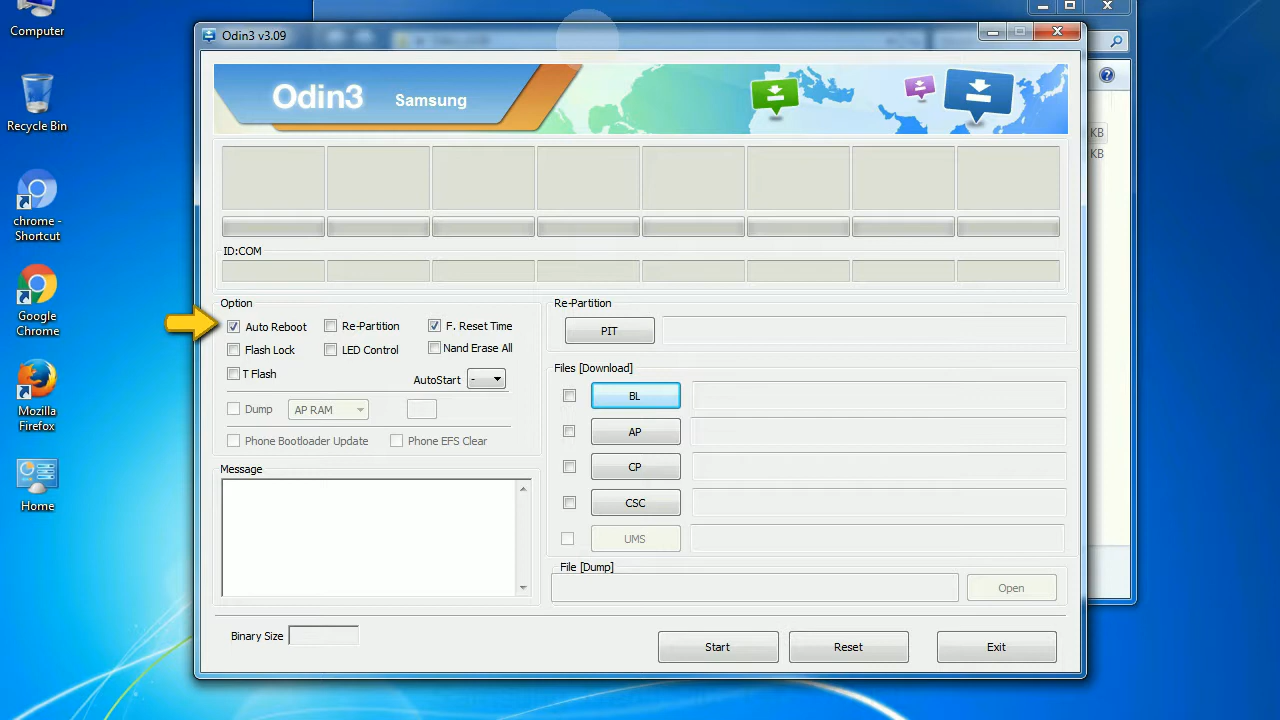 Computer
Recycle Bin
chrome -
Shortcut
Google
Chrome
Mozilla
Firefox
Home
Odin3 v3.09
Odin3 Samsung
KB
KB
ID:COM
Option
Auto Reboot Re-Partition F. Reset Time
Flash Lock LED Control Nand Erase All
T Flash
AutoStart -
Dump AP RAM
Phone Bootloader Update Phone EFS Clear
Message
Re-Partition
PIT
Files [Download]
BL
AP
CP
CSC
UMS
File [Dump]
Open
Binary Size
Start Reset Exit